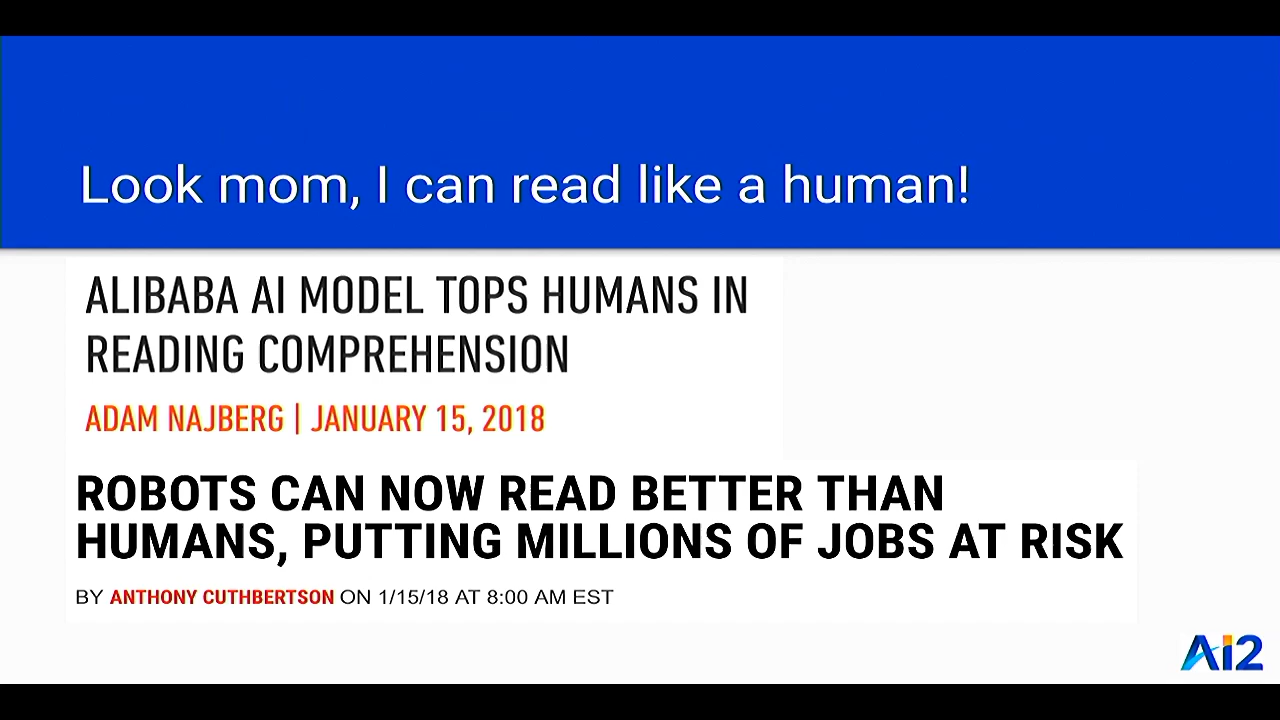 Look mom, I can read like a human!
ALIBABA AI MODEL TOPS HUMANS IN
READING COMPREHENSION
ADAM NAJBERG | JANUARY 15, 2018
ROBOTS CAN NOW READ BETTER THAN
HUMANS, PUTTING MILLIONS OF JOBS AT RISK
BY ANTHONY CUTHBERTSON ON 1/15/18 AT 8:00 AM EST
Ai2